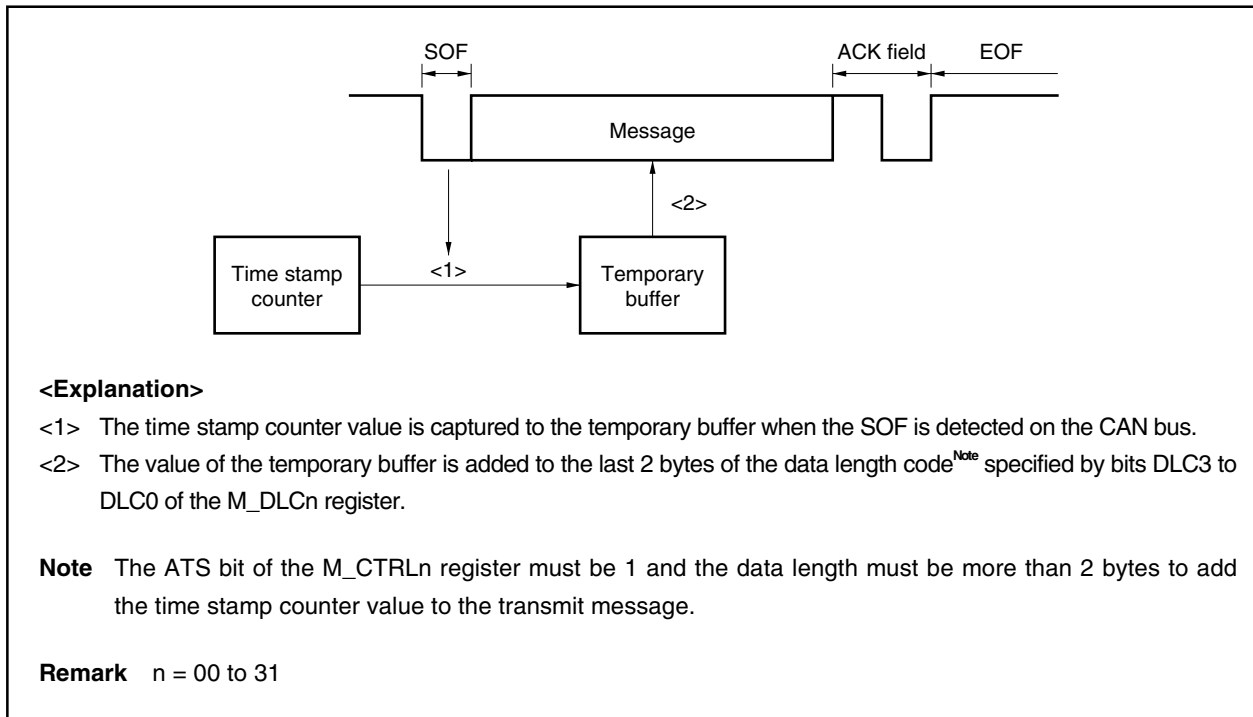 SOF
ACK field
EOF
Message
<2>
Time stamp
counter
<1>
Temporary
buffer
<Explanation>
<1> The time stamp counter value is captured to the temporary buffer when the SOF is detected on the CAN bus.
<2> The value of the temporary buffer is added to the last 2 bytes of the data length code Note specified by bits DLC3 to
DLC0 of the M_DLCn register.
Note The ATS bit of the M_CTRLn register must be 1 and the data length must be more than 2 bytes to add
the time stamp counter value to the transmit message.
Remark n = 00 to 31